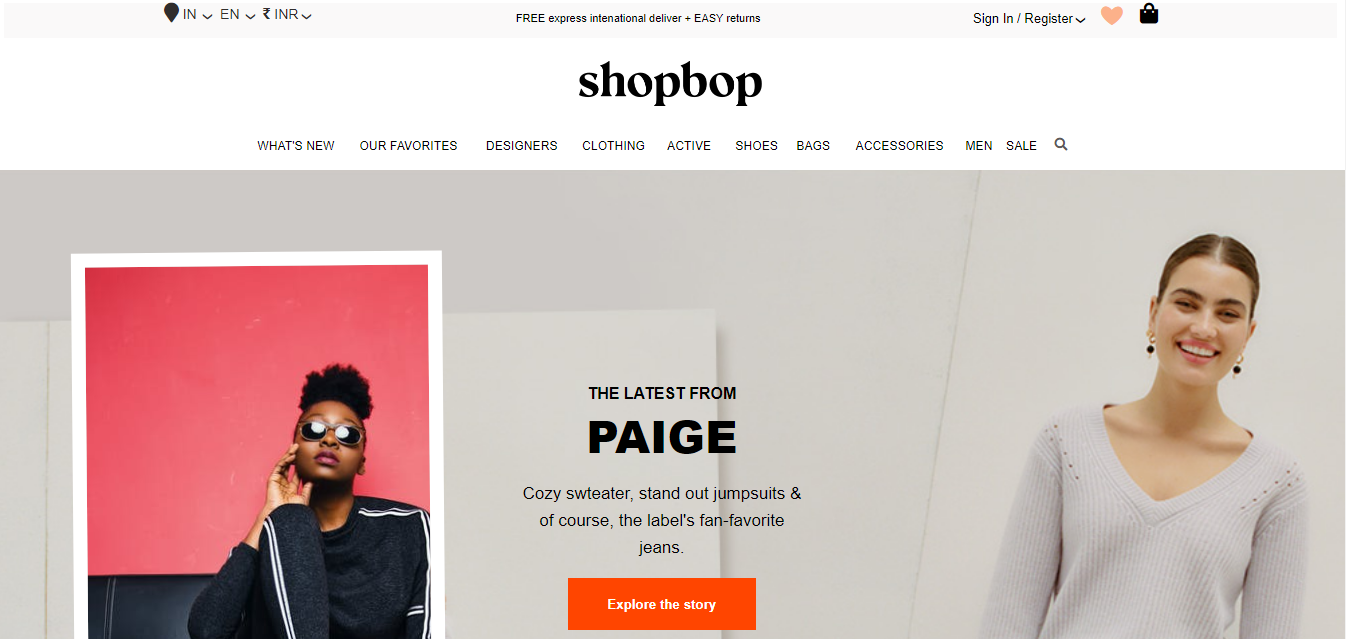 IN EN ₹ INR
FREE express intenational deliver + EASY returns
Sign In / Register
shopbop
WHAT'S NEW OUR FAVORITES DESIGNERS CLOTHING ACTIVE SHOES BAGS ACCESSORIES MEN SALE
THE LATEST FROM
PAIGE
Cozy swteater, stand out jumpsuits &
of course, the label's fan-favorite
jeans.
Explore the story